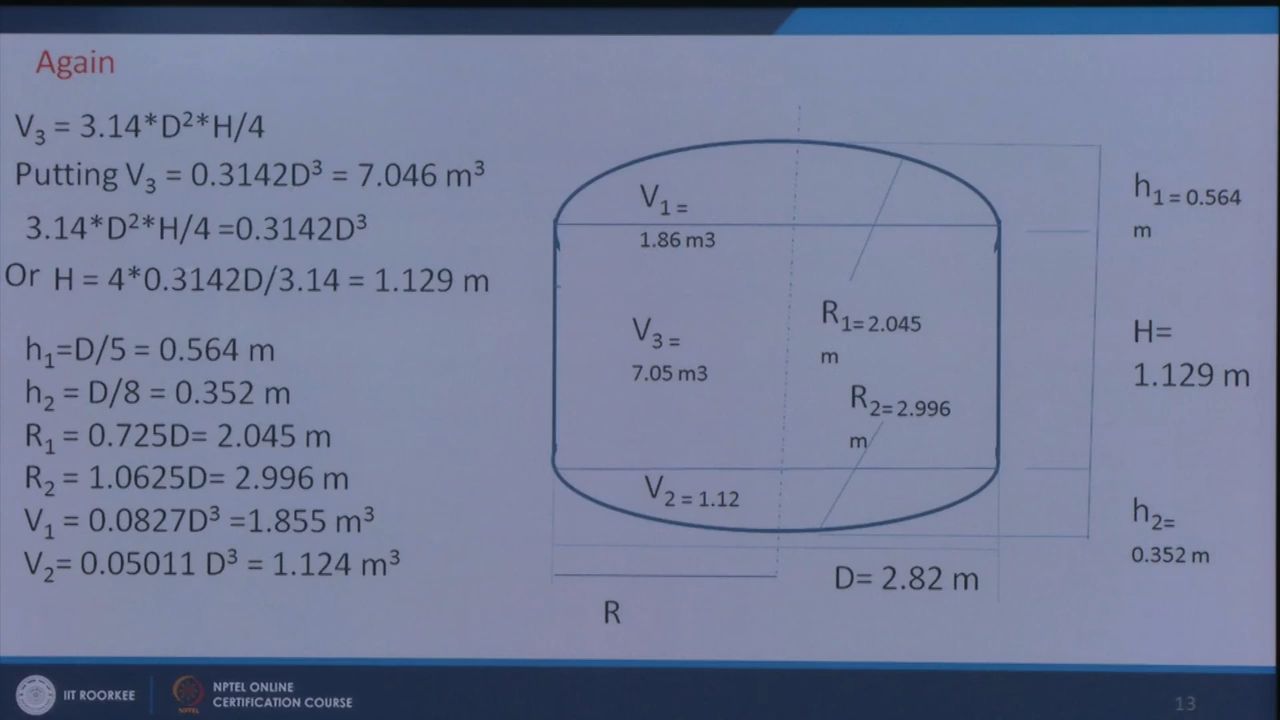 Again
V₃ = 3.14*D²*H/4
Putting V₃ = 0.3142D³ = 7.046 m³
3.14*D²*H/4 =0.3142D³
Or H = 4*0.3142D/3.14 = 1.129 m
h₁=D/5 = 0.564 m
h₂ = D/8 = 0.352 m
R₁ = 0.725D= 2.045 m
R₂ = 1.0625D= 2.996 m
V₁ = 0.0827D³ =1.855 m³
V₂= 0.05011 D³ = 1.124 m³
V₁ =
1.86 m3
V₃ =
7.05 m3
R₁= 2.045
m
R₂= 2.996
m
V₂ = 1.12
D= 2.82 m
R
h₁ = 0.564
m
H=
1.129 m
h₂=
0.352 m
IIT ROORKEE
NPTEL
NPTEL ONLINE
CERTIFICATION COURSE
13